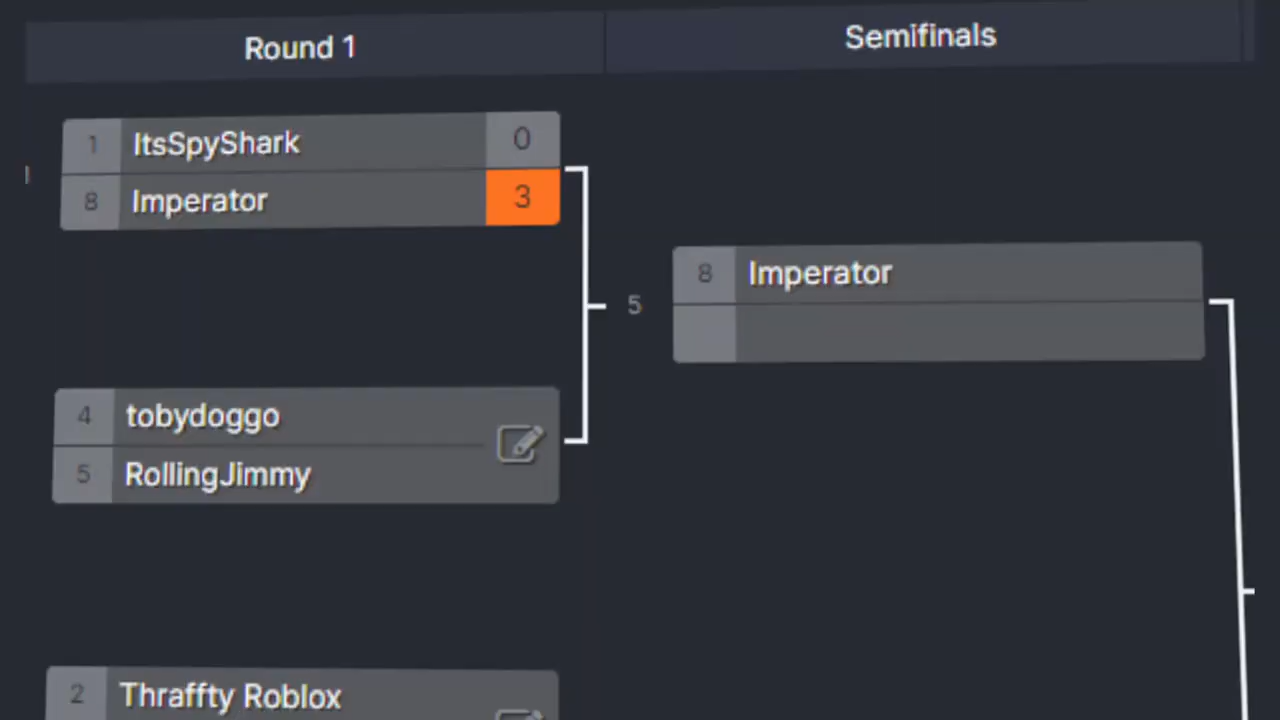 Round 1
Semifinals
1 ItsSpyShark 0
8 Imperator 3
5
8 Imperator
4 tobydoggo
5 RollingJimmy
2 Thraffty Roblox